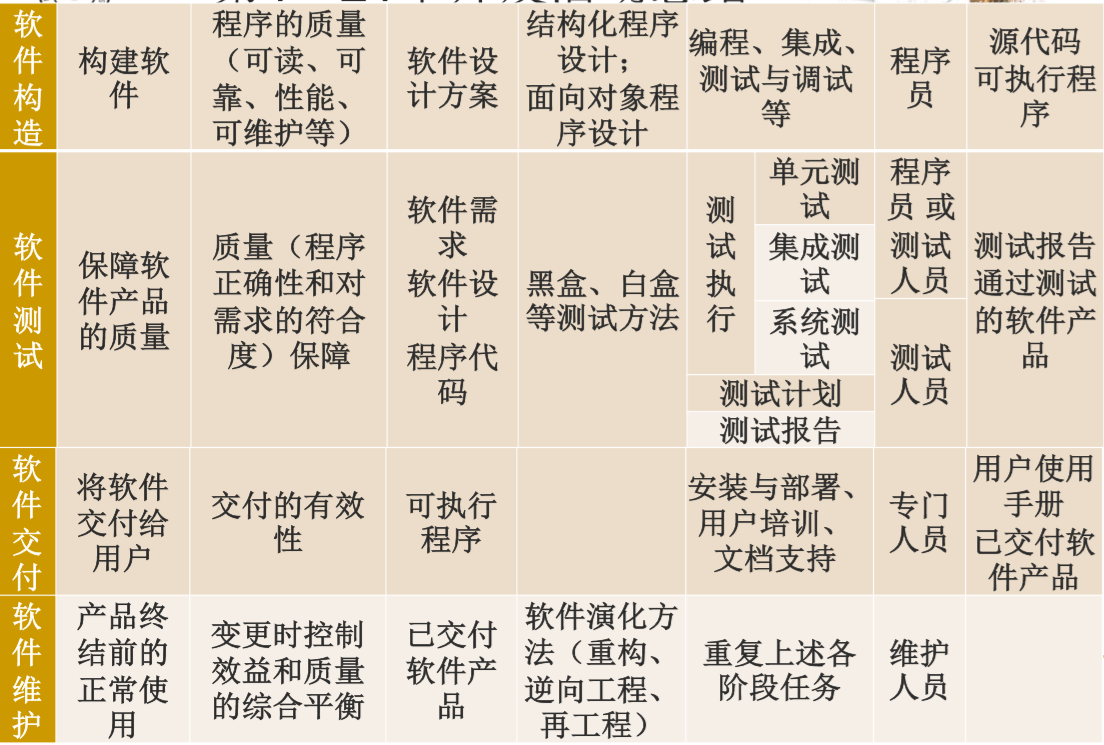 软
件
构
造
构建软
件
程序的质量
（可读、可
靠、性能、
可维护等）
软件设
计方案
结构化程序
设计；
面向对象程
序设计
编程、集成、
测试与调试
等
程序
员
源代码
可执行程
序
软
件
测
试
保障软
件产品
的质量
质量（程序
正确性和对
需求的符合
度）保障
软件需
求
软件设
计
程序代
码
黑盒、白盒
等测试方法
测
试
执
行
单元测
试
集成测
试
系统测
试
测试计划
测试报告
程序
员 或
测试
人员
测试
人员
测试报告
通过测试
的软件产
品
软
件
交
付
将软件
交付给
用户
交付的有效
性
可执行
程序
安装与部署、
用户培训、
文档支持
专门
人员
用户使用
手册
已交付软
件产品
软
件
维
护
产品终
结前的
正常使
用
变更时控制
效益和质量
的综合平衡
已交付
软件产
品
软件演化方
法（重构、
逆向工程、
再工程）
重复上述各
阶段任务
维护
人员